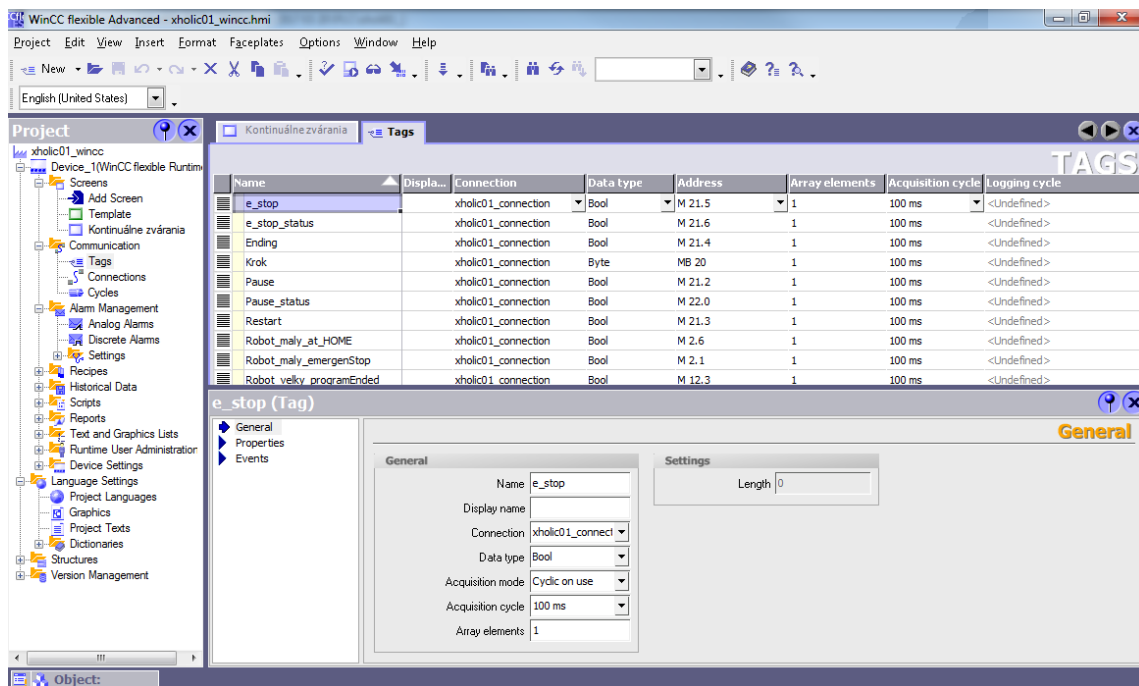 WinCC flexible Advanced - xholic01_wincc.hmi
Project Edit View Insert Format Faceplates Options Window Help
New
English (United States)
Project
Kontinuálne zvárania
Tags
TAGS
xholic01_wincc
Device_1(WinCC flexible Runtim
Screens
Add Screen
Template
Kontinuálne zvárania
Communication
Tags
Connections
Cycles
Alarm Management
Analog Alarms
Discrete Alarms
Settings
Recipes
Historical Data
Scripts
Reports
Text and Graphics Lists
Runtime User Administration
Device Settings
Language Settings
Project Languages
Graphics
Project Texts
Dictionaries
Structures
Version Management
Name Displa... Connection Data type Address Array elements Acquisition cycle Logging cycle
e_stop xholic01_connection Bool M 21.5 1 100 ms <Undefined>
e_stop_status xholic01_connection Bool M 21.6 1 100 ms <Undefined>
Ending xholic01_connection Bool M 21.4 1 100 ms <Undefined>
Krok xholic01_connection Byte MB 20 1 100 ms <Undefined>
Pause xholic01_connection Bool M 21.2 1 100 ms <Undefined>
Pause_status xholic01_connection Bool M 22.0 1 100 ms <Undefined>
Restart xholic01_connection Bool M 21.3 1 100 ms <Undefined>
Robot_maly_at_HOME xholic01_connection Bool M 2.6 1 100 ms <Undefined>
Robot_maly_emergenStop xholic01_connection Bool M 2.1 1 100 ms <Undefined>
Robot_velky_programEnded xholic01_connection Bool M 12.3 1 100 ms <Undefined>
e_stop (Tag)
General
Properties
Events
General
General
Name e_stop
Display name
Connection xholic01_connect
Data type Bool
Acquisition mode Cyclic on use
Acquisition cycle 100 ms
Array elements 1
Settings
Length 0
Object: